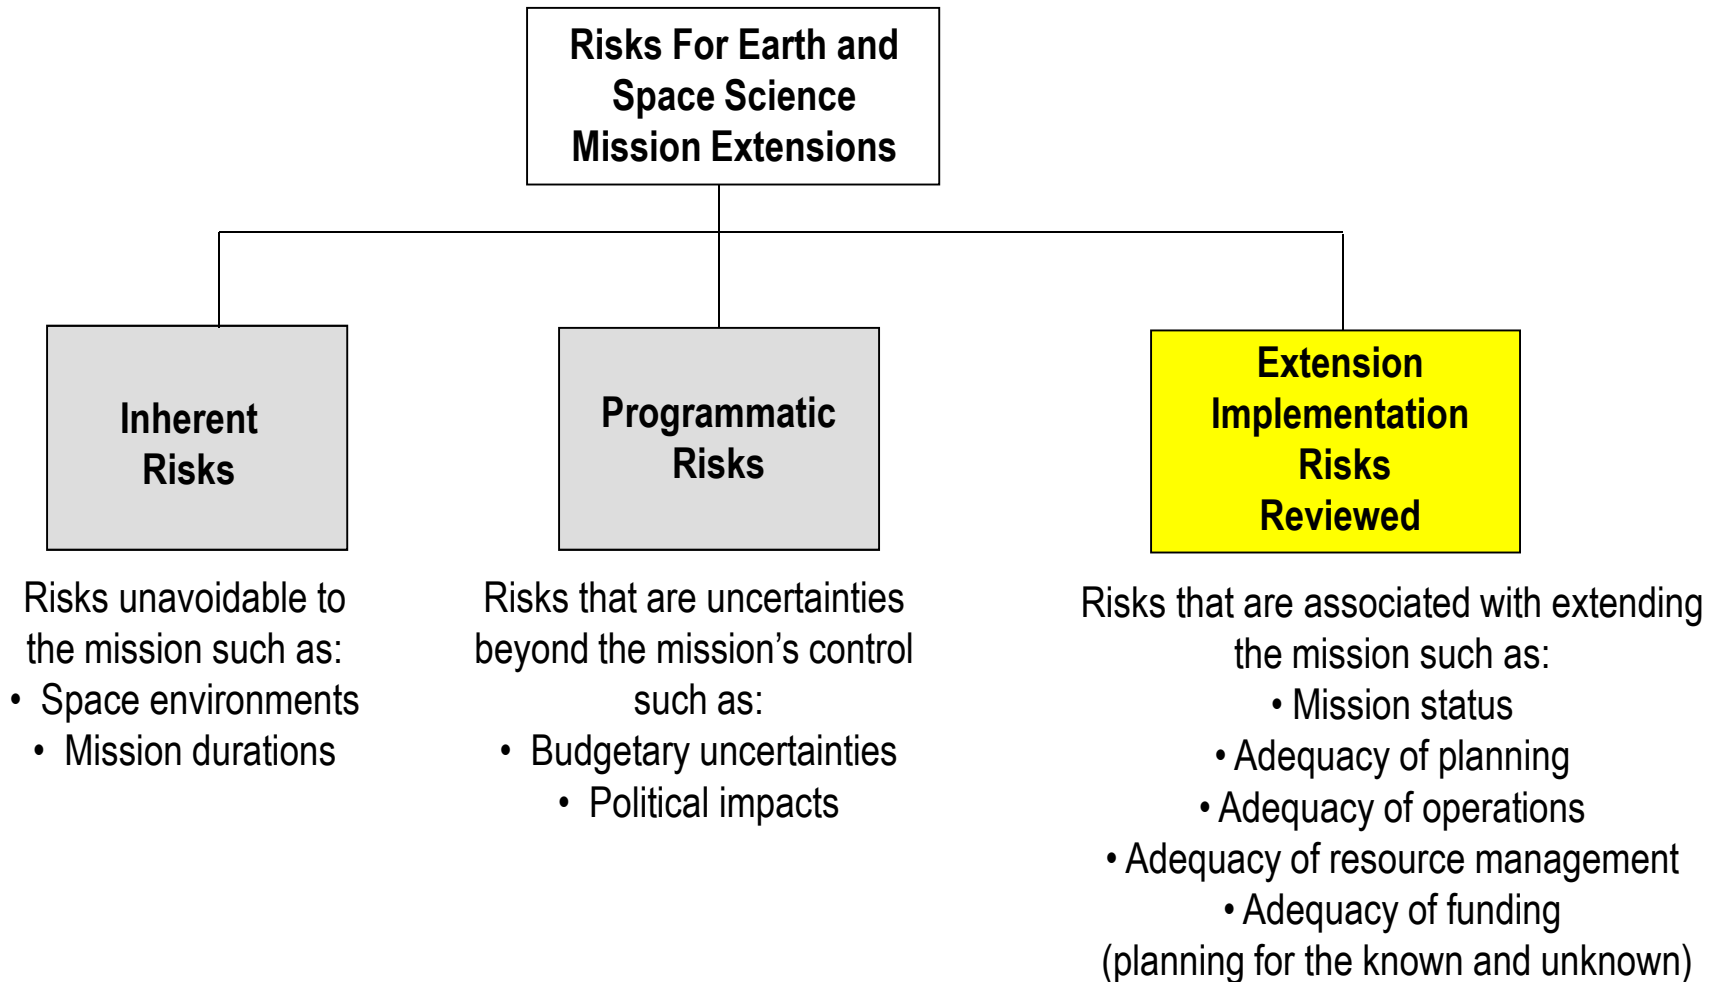 Risks For Earth and
Space Science
Mission Extensions
Inherent
Risks
Risks unavoidable to
the mission such as:
• Space environments
• Mission durations
Programmatic
Risks
Risks that are uncertainties
beyond the mission’s control
such as:
• Budgetary uncertainties
• Political impacts
Extension
Implementation
Risks
Reviewed
Risks that are associated with extending
the mission such as:
• Mission status
• Adequacy of planning
• Adequacy of operations
• Adequacy of resource management
• Adequacy of funding
(planning for the known and unknown)